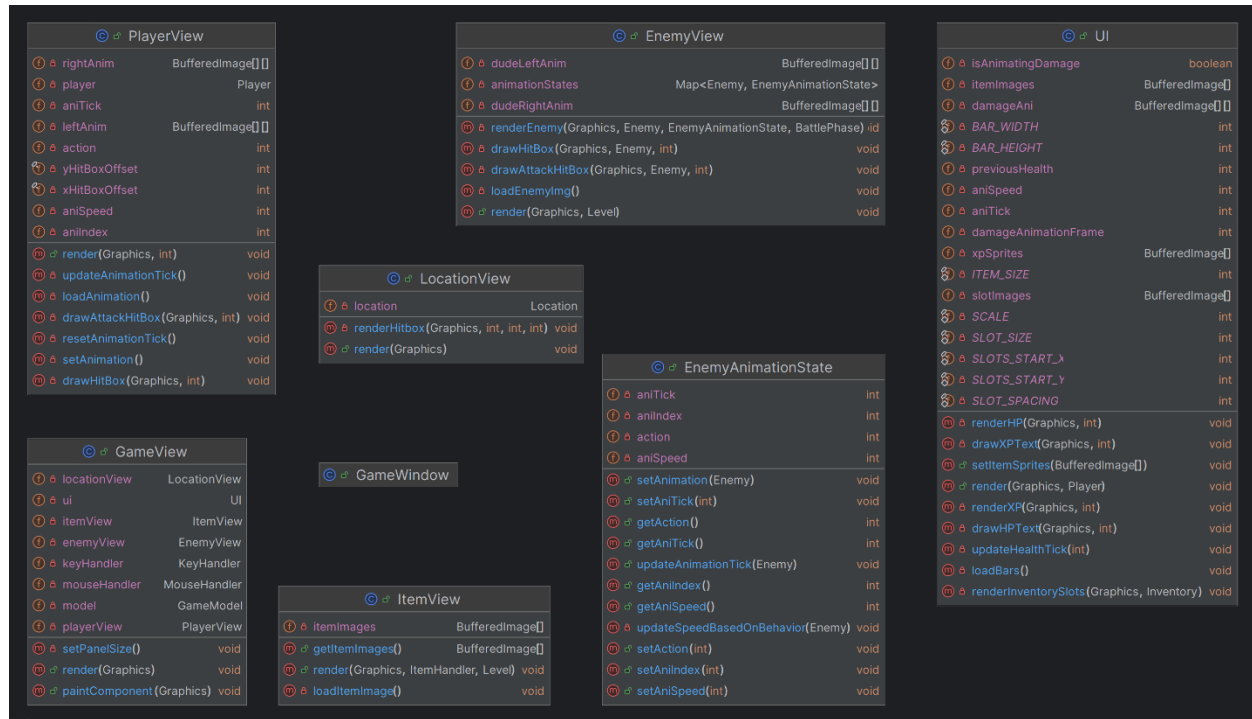 PlayerView
rightAnim BufferedImage[][]
player Player
aniTick int
leftAnim BufferedImage[][]
action int
yHitBoxOffset int
xHitBoxOffset int
aniSpeed int
aniIndex int
render(Graphics, int) void
updateAnimationTick() void
loadAnimation() void
drawAttackHitBox(Graphics, int) void
resetAnimationTick() void
setAnimation() void
drawHitBox(Graphics, int) void
EnemyView
dudeLeftAnim BufferedImage[][]
animationStates Map<Enemy, EnemyAnimationState>
dudeRightAnim BufferedImage[][]
renderEnemy(Graphics, Enemy, EnemyAnimationState, BattlePhase) id
drawHitBox(Graphics, Enemy, int) void
drawAttackHitBox(Graphics, Enemy, int) void
loadEnemyImg() void
render(Graphics, Level) void
UI
isAnimatingDamage boolean
itemImages BufferedImage[]
damageAni BufferedImage[][]
BAR_WIDTH int
BAR_HEIGHT int
previousHealth int
aniSpeed int
aniTick int
damageAnimationFrame int
xpSprites BufferedImage[]
ITEM_SIZE int
slotImages BufferedImage[]
SCALE int
SLOT_SIZE int
SLOTS_START_X int
SLOTS_START_Y int
SLOT_SPACING int
renderHP(Graphics, int) void
drawXPText(Graphics, int) void
setItemSprites(BufferedImage[]) void
render(Graphics, Player) void
renderXP(Graphics, int) void
drawHPText(Graphics, int) void
updateHealthTick(int) void
loadBars() void
renderInventorySlots(Graphics, Inventory) void
LocationView
location Location
renderHitbox(Graphics, int, int, int) void
render(Graphics) void
EnemyAnimationState
aniTick int
aniIndex int
action int
aniSpeed int
setAnimation(Enemy) void
setAniTick(int) void
getAction() int
getAniTick() int
updateAnimationTick(Enemy) void
getAniIndex() int
getAniSpeed() int
updateSpeedBasedOnBehavior(Enemy) void
setAction(int) void
setAniIndex(int) void
setAniSpeed(int) void
GameView
locationView LocationView
ui UI
itemView ItemView
enemyView EnemyView
keyHandler KeyHandler
mouseHandler MouseHandler
model GameModel
playerView PlayerView
setPanelSize() void
render(Graphics) void
paintComponent(Graphics) void
GameWindow
ItemView
itemImages BufferedImage[]
getItemImages() BufferedImage[]
render(Graphics, ItemHandler, Level) void
loadItemImage() void